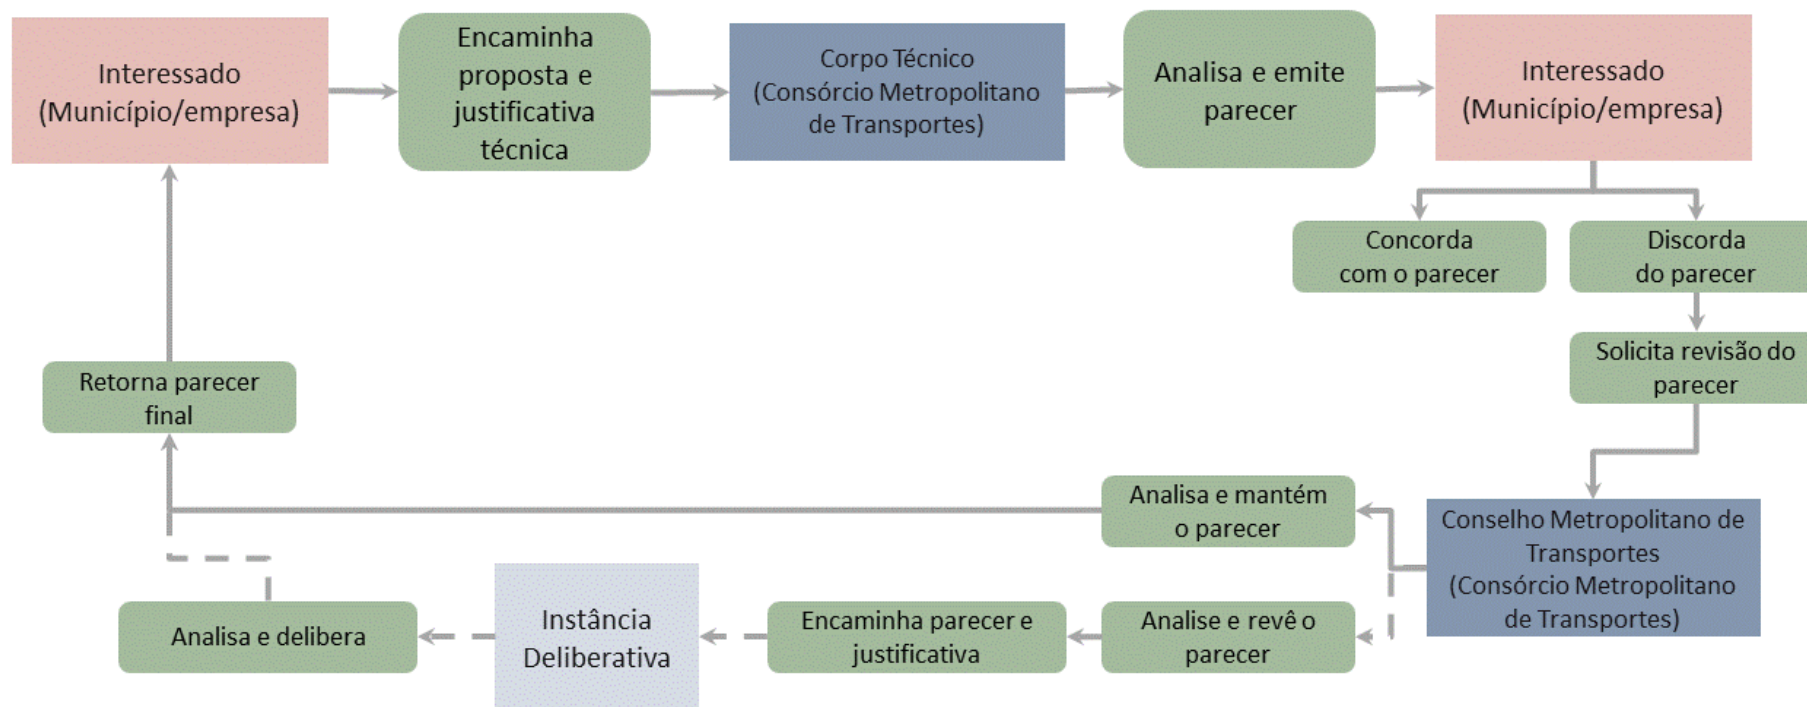 Interessado
(Município/empresa)
Encaminha
proposta e
justificativa
técnica
Corpo Técnico
(Consórcio Metropolitano
de Transportes)
Analisa e emite
parecer
Interessado
(Município/empresa)
Concorda
com o parecer
Discorda
do parecer
Solicita revisão do
parecer
Retorna parecer
final
Analisa e mantém
o parecer
Conselho Metropolitano de
Transportes
(Consórcio Metropolitano
de Transportes)
Analisa e delibera
Instância
Deliberativa
Encaminha parecer e
justificativa
Analise e revê o
parecer